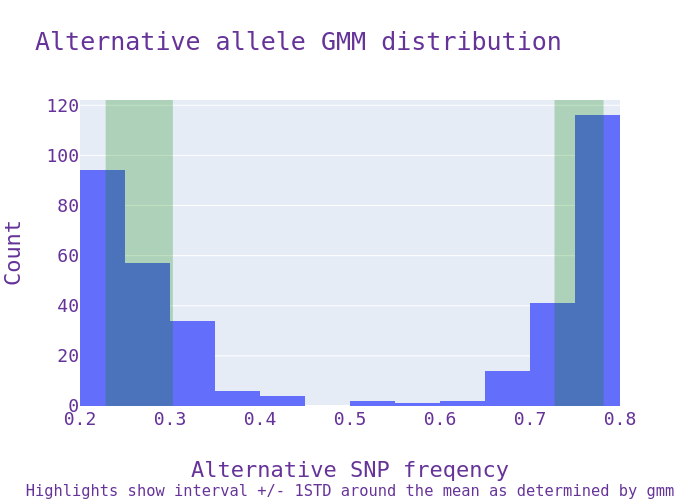 Alternative allele GMM distribution
120
100
80
60
40
20
0
Count
0.2 0.3 0.4 0.5 0.6 0.7 0.8
Alternative SNP freqency
Highlights show interval +/- 1STD around the mean as determined by gmm